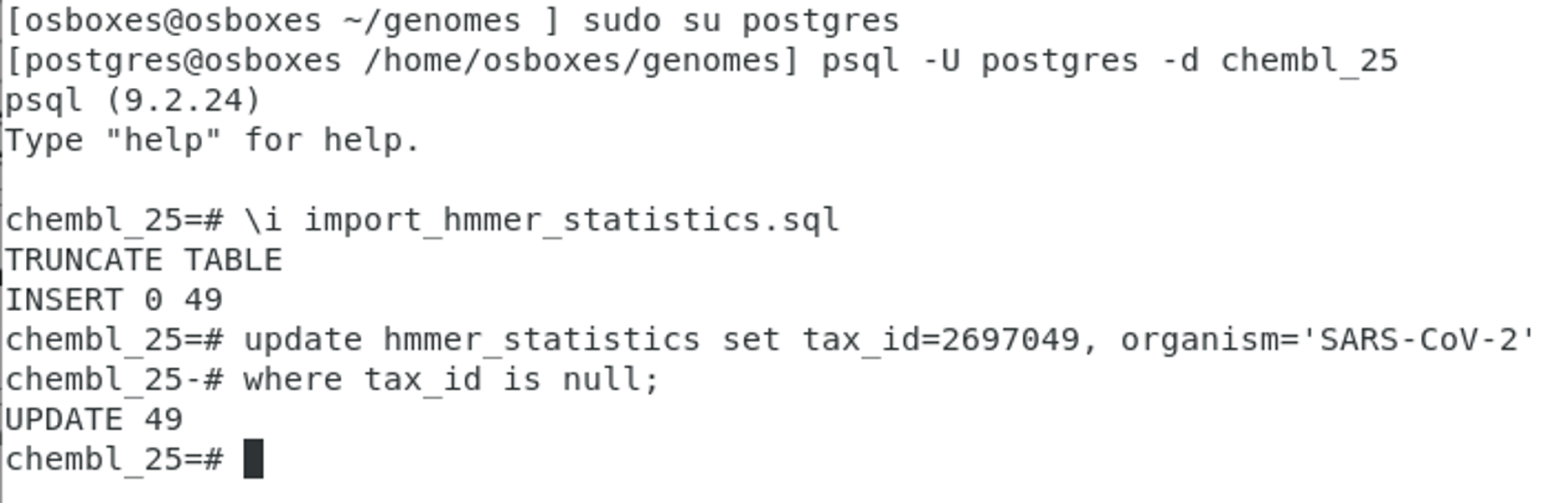 [osboxes@osboxes ~/genomes ] sudo su postgres
[postgres@osboxes /home/osboxes/genomes] psql -U postgres -d chembl_25
psql (9.2.24)
Type "help" for help.
chembl_25=# \i import_hmmer_statistics.sql
TRUNCATE TABLE
INSERT 0 49
chembl_25=# update hmmer_statistics set tax_id=2697049, organism='SARS-CoV-2'
chembl_25-# where tax_id is null;
UPDATE 49
chembl_25=#